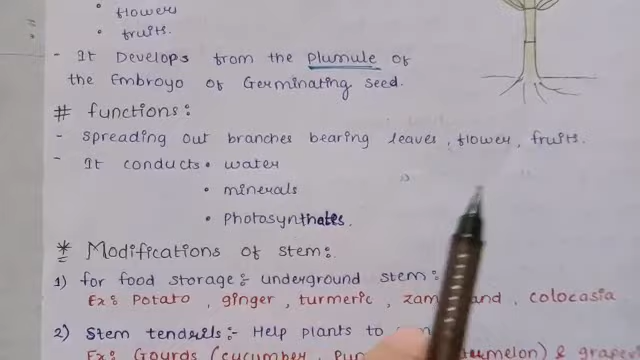 • flowers
• fruits.
- It Develops from the plumule of
the Embroyo of Germinating seed.
# functions:
- Spreading out branches bearing leaves, flower, fruits.
- It conducts • water
• minerals
• Photosynthates.
* Modifications of stem:.
1) for food storage:- underground stem:
Ex: Potato, ginger, turmeric, zam and, colocasia
2) Stem tendrils:- Help plants to
Ex: Gourds (cucumber, termelon) &